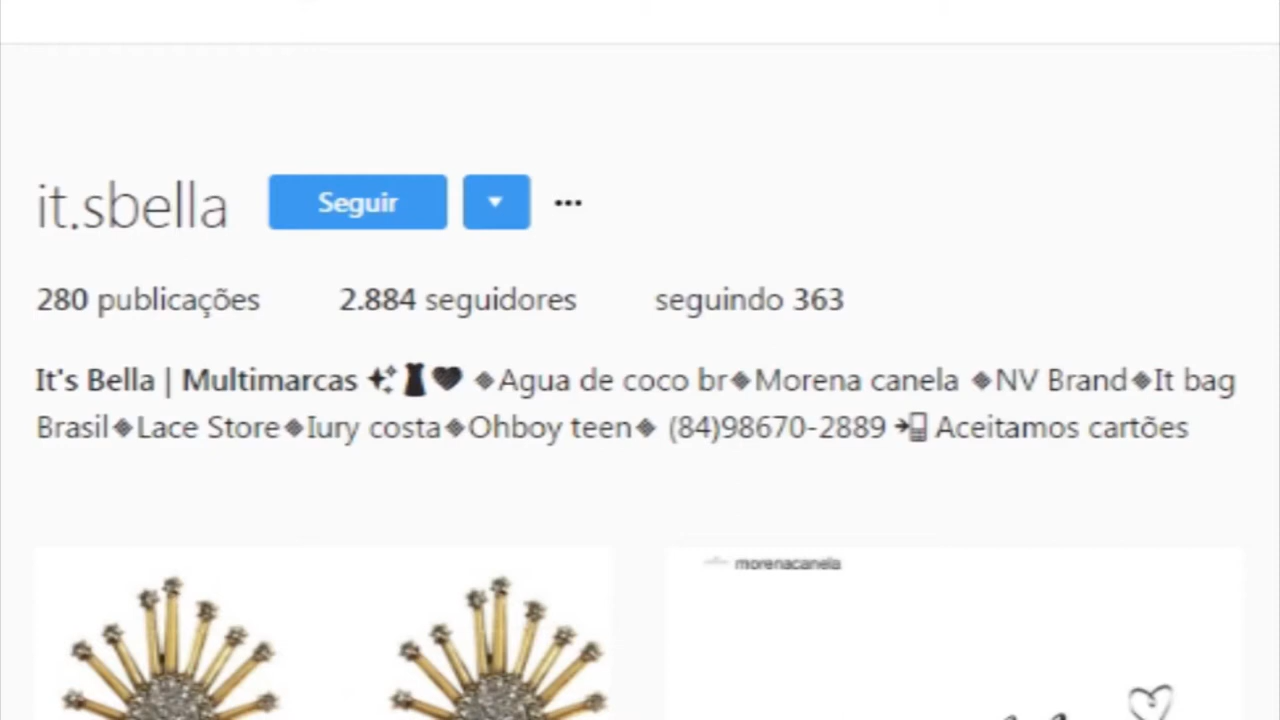 it.sbella Seguir
280 publicações 2.884 seguidores seguindo 363
It's Bella | Multimarcas ✨👗🖤 🔸Agua de coco br🔸Morena canela 🔸NV Brand🔸It bag
Brasil🔸Lace Store🔸Iury costa🔸Ohboy teen🔸 (84)98670-2889 📲 Aceitamos cartões
morenacanela